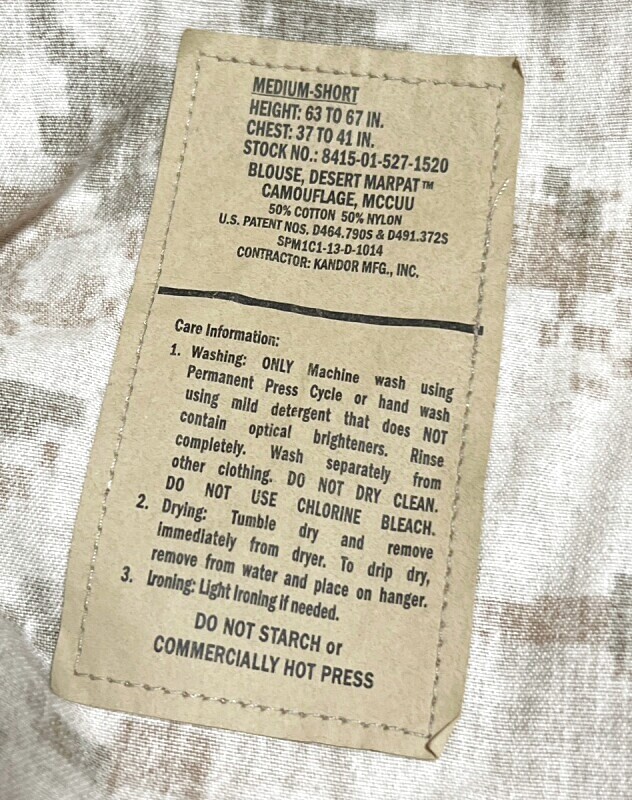 MEDIUM-SHORT
HEIGHT: 63 TO 67 IN.
CHEST: 37 TO 41 IN.
STOCK NO.: 8415-01-527-1520
BLOUSE, DESERT MARPAT™
CAMOUFLAGE, MCCUU
50% COTTON 50% NYLON
U.S. PATENT NOS. D464.790S & D491.372S
SPM1C1-13-D-1014
CONTRACTOR: KANDOR MFG., INC.
Care Information:
1. Washing: ONLY Machine wash using
Permanent Press Cycle or hand wash
using mild detergent that does NOT
contain optical brighteners. Rinse
completely. Wash separately from
other clothing. DO NOT DRY CLEAN.
DO NOT USE CHLORINE BLEACH.
2. Drying: Tumble dry and remove
immediately from dryer. To drip dry,
remove from water and place on hanger.
3. Ironing: Light Ironing if needed.
DO NOT STARCH or
COMMERCIALLY HOT PRESS